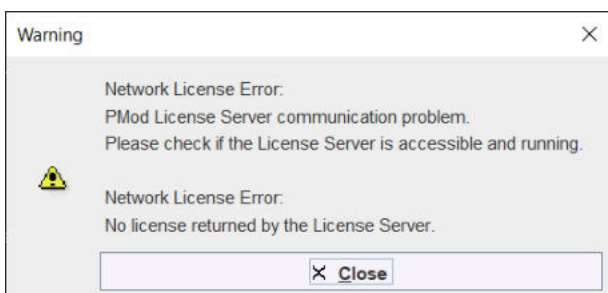 Warning
Network License Error:
PMod License Server communication problem.
Please check if the License Server is accessible and running.
Network License Error:
No license returned by the License Server.
Close